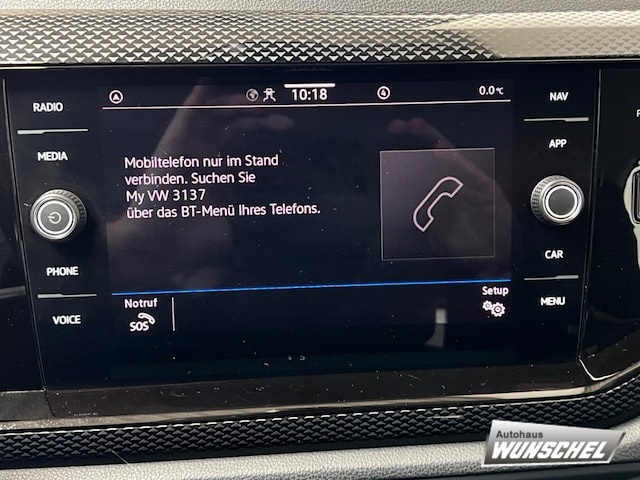 RADIO
MEDIA
PHONE
VOICE
10:18
4
0.0°C
Mobiltelefon nur im Stand
verbinden. Suchen Sie
My VW 3137
über das BT-Menü Ihres Telefons.
Notruf
SOS
Setup
NAV
APP
CAR
MENU
Autohaus
WUNSCHEL